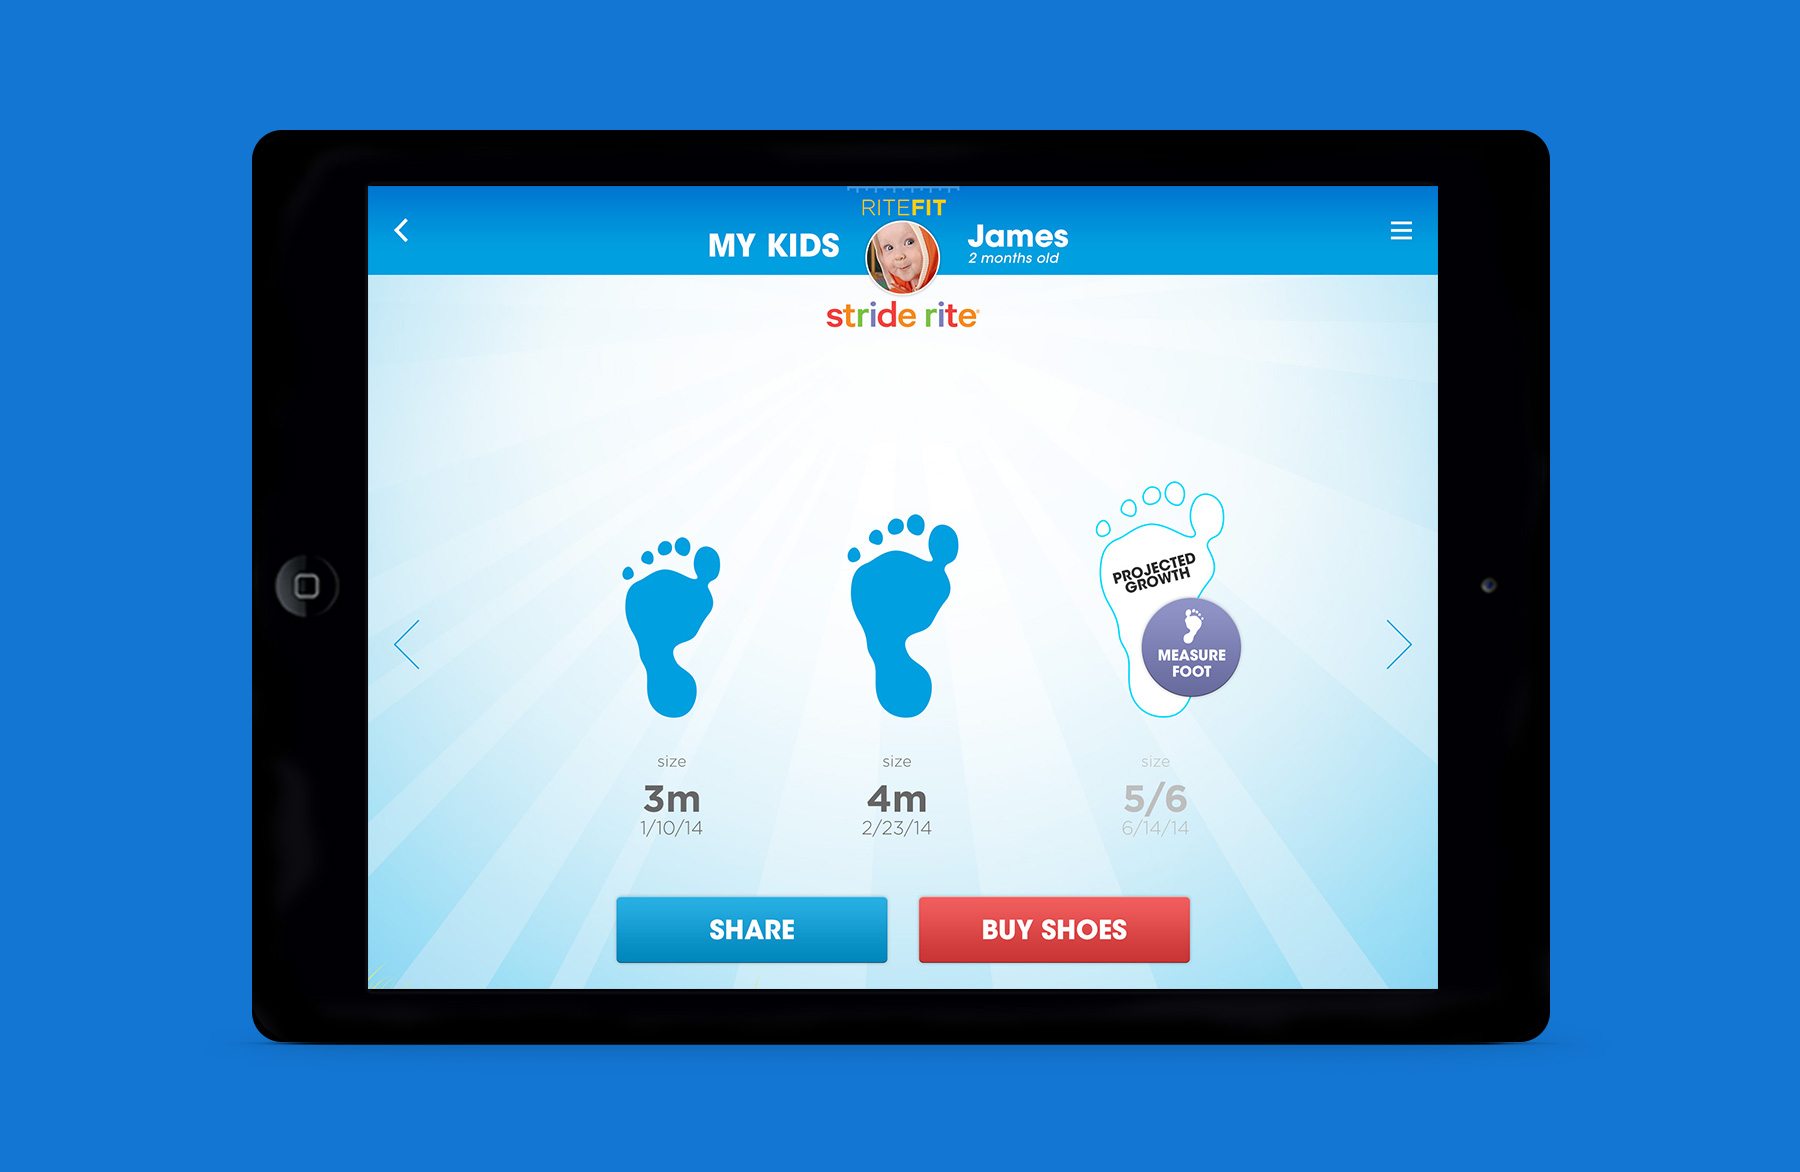 RITEFIT
MY KIDS
James
2 months old
stride rite®
PROJECTED
GROWTH
MEASURE
FOOT
size
3m
1/10/14
size
4m
2/23/14
size
5/6
6/14/14
SHARE
BUY SHOES